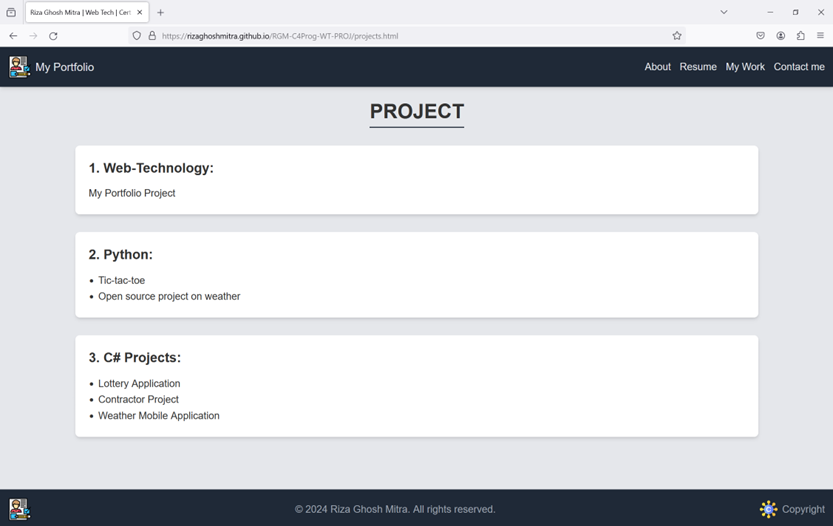 Riza Ghosh Mitra | Web Tech | Cert
https://rizaghoshmitra.github.io/RGM-C4Prog-WT-PROJ/projects.html
My Portfolio
About Resume My Work Contact me
PROJECT
1. Web-Technology:
My Portfolio Project
2. Python:
• Tic-tac-toe
• Open source project on weather
3. C# Projects:
• Lottery Application
• Contractor Project
• Weather Mobile Application
© 2024 Riza Ghosh Mitra. All rights reserved.
Copyright